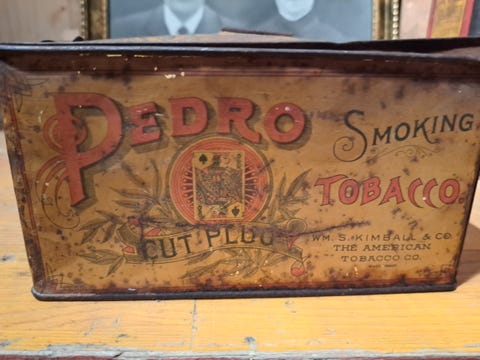 PEDRO
SMOKING
TOBACCO.
CUT PLUG
WM. S. KIMBALL & CO.
THE AMERICAN
TOBACCO CO.